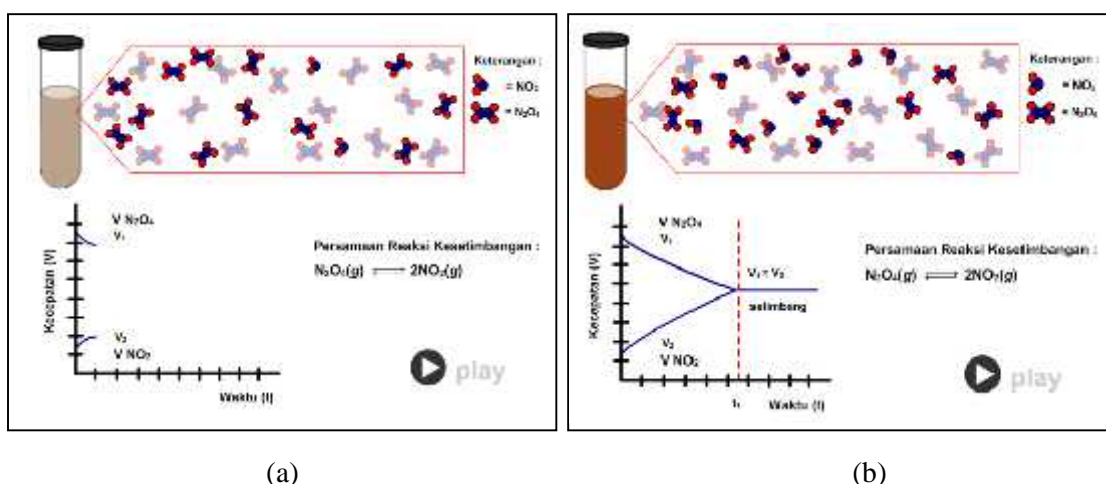 Keterangan :
= NO₂
= N₂O₄
V N₂O₄
V₁
Kecepatan (V)
V₂
V NO₂
Waktu (t)
Persamaan Reaksi Kesetimbangan :
N₂O₄(g) ⇌ 2NO₂(g)
play
(a)
Keterangan :
= NO₂
= N₂O₄
V N₂O₄
V₁
Kecepatan (V)
V₁ = V₂
setimbang
V₂
V NO₂
t₁
Waktu (t)
Persamaan Reaksi Kesetimbangan :
N₂O₄(g) ⇌ 2NO₂(g)
play
(b)